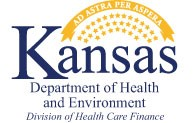 AD ASTRA PER ASPERA
Kansas
Department of Health
and Environment
Division of Health Care Finance